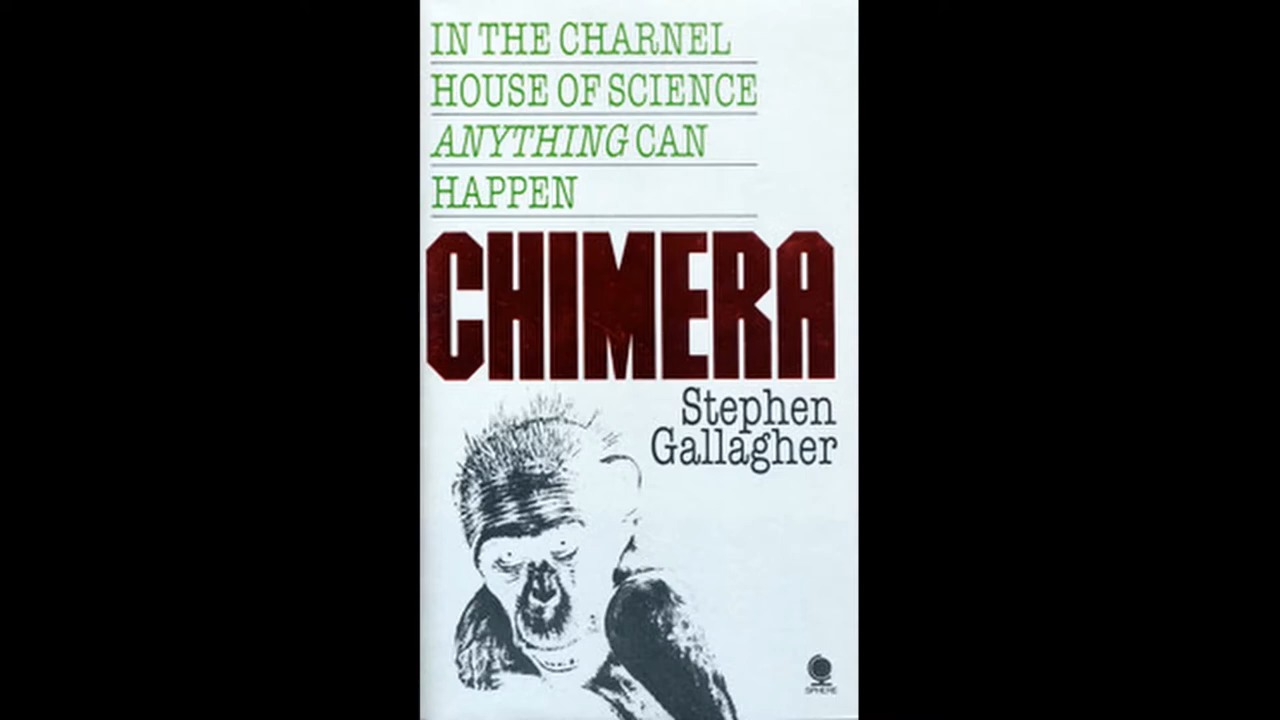 IN THE CHARNEL
HOUSE OF SCIENCE
ANYTHING CAN
HAPPEN
CHIMERA
Stephen
Gallagher
SPHERE